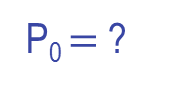 P₀ = ?